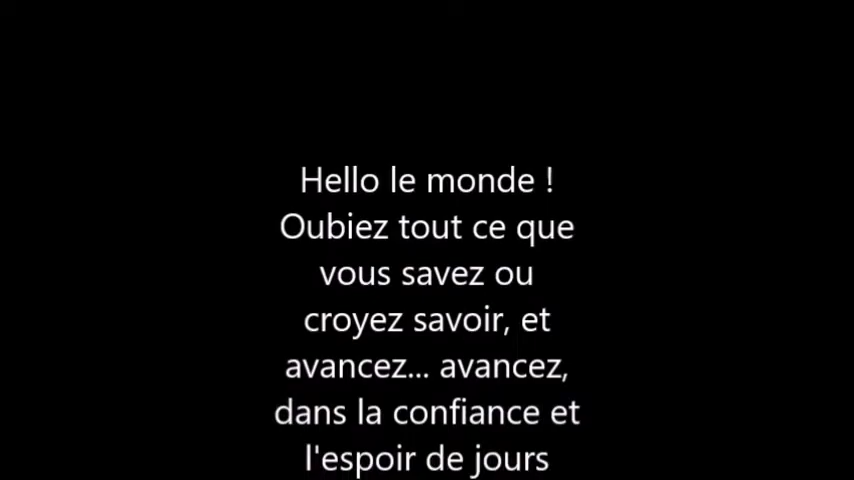 Hello le monde !
Oubiez tout ce que
vous savez ou
croyez savoir, et
avancez... avancez,
dans la confiance et
l'espoir de jours